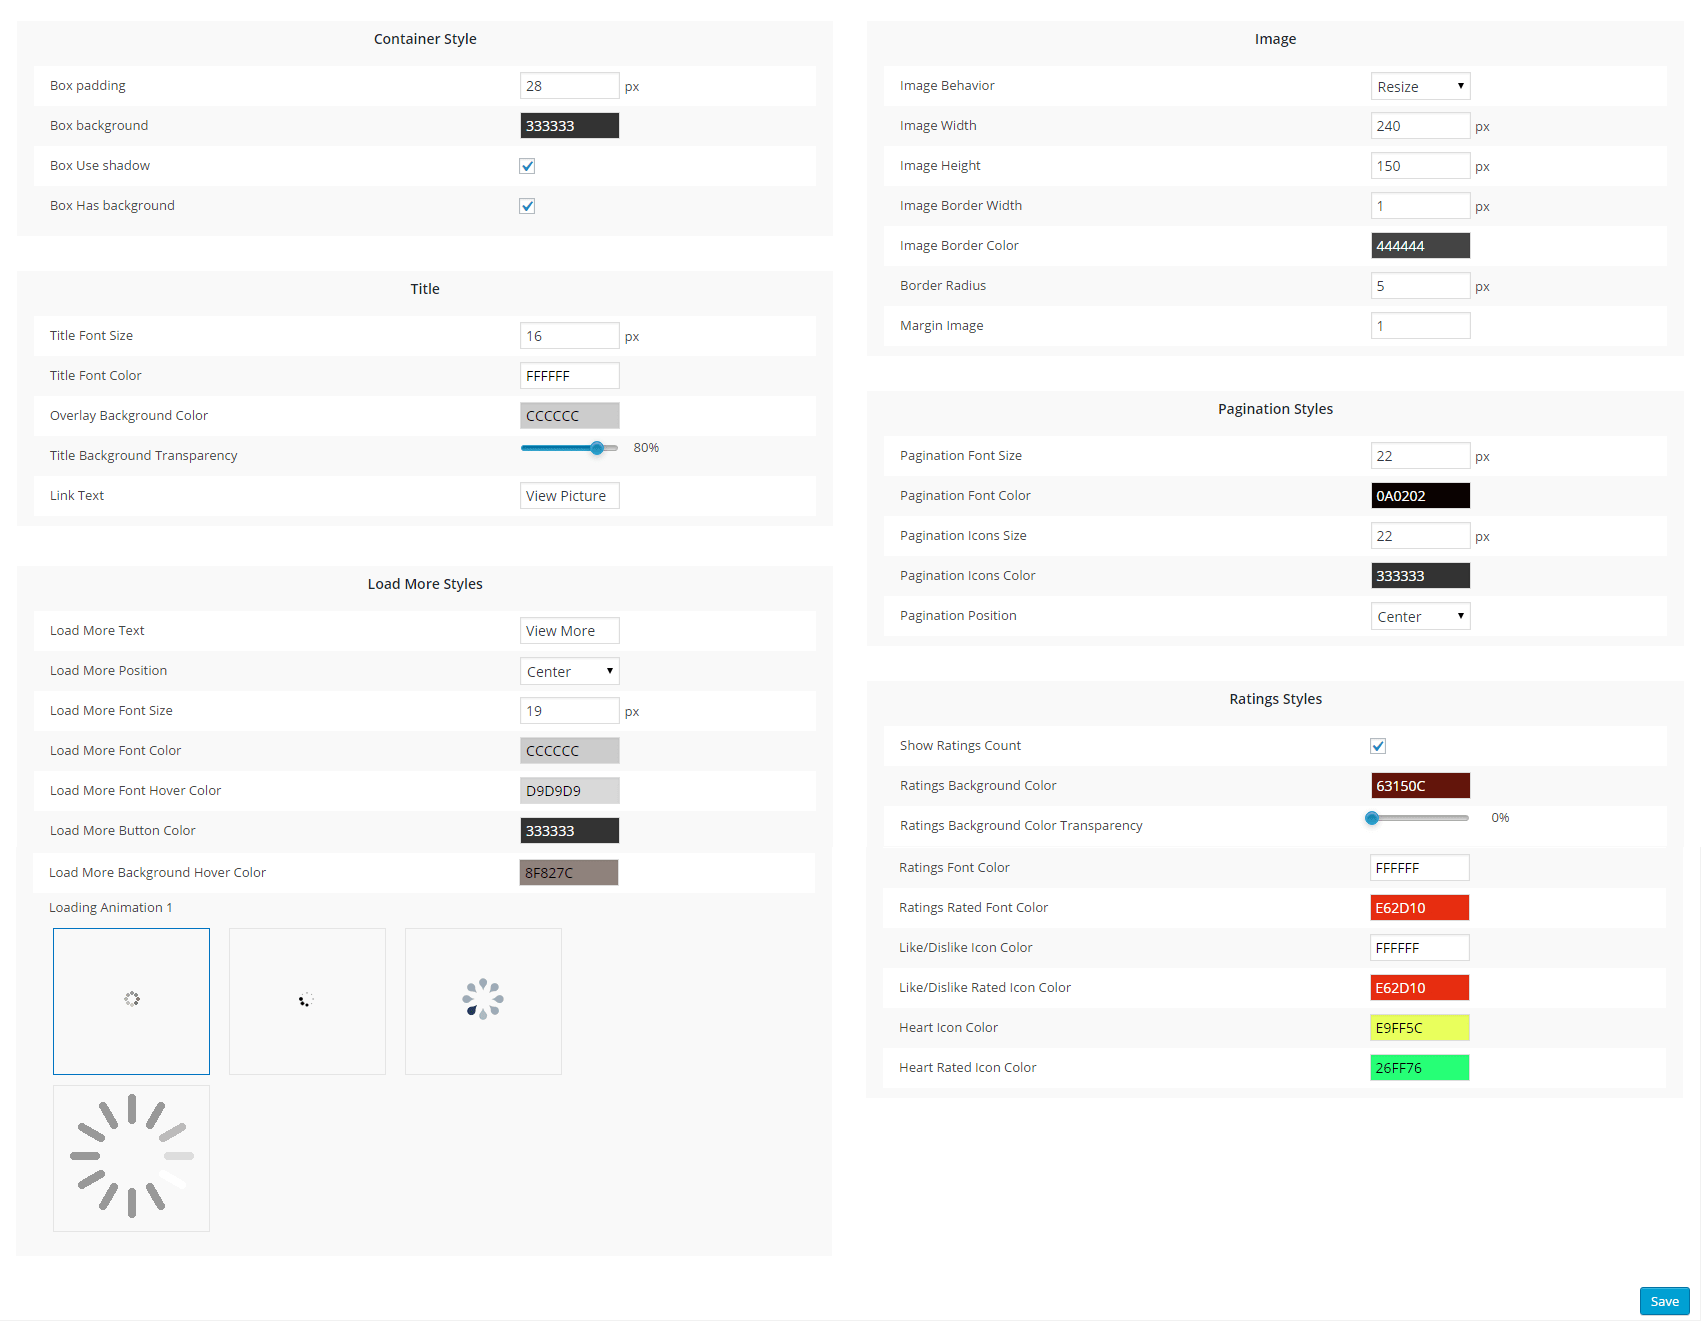 Container Style
Box padding 28 px
Box background 333333
Box Use shadow
Box Has background
Title
Title Font Size 16 px
Title Font Color FFFFFF
Overlay Background Color CCCCCC
Title Background Transparency 80%
Link Text View Picture
Load More Styles
Load More Text View More
Load More Position Center
Load More Font Size 19 px
Load More Font Color CCCCCC
Load More Font Hover Color D9D9D9
Load More Button Color 333333
Load More Background Hover Color 8F827C
Loading Animation 1
Image
Image Behavior Resize
Image Width 240 px
Image Height 150 px
Image Border Width 1 px
Image Border Color 444444
Border Radius 5 px
Margin Image 1
Pagination Styles
Pagination Font Size 22 px
Pagination Font Color 0A0202
Pagination Icons Size 22 px
Pagination Icons Color 333333
Pagination Position Center
Ratings Styles
Show Ratings Count
Ratings Background Color 63150C
Ratings Background Color Transparency 0%
Ratings Font Color FFFFFF
Ratings Rated Font Color E62D10
Like/Dislike Icon Color FFFFFF
Like/Dislike Rated Icon Color E62D10
Heart Icon Color E9FF5C
Heart Rated Icon Color 26FF76
Save